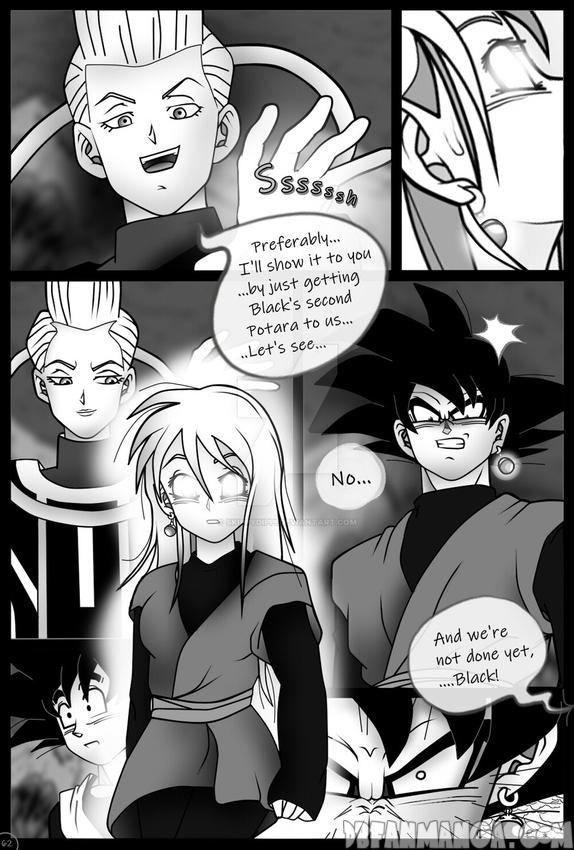 Ssssssh
Preferably...
I'll show it to you
...by just getting
Black's second
Potara to us...
..Let's see...
No...
And we're
not done yet,
....Black!
62
DBFANMANGA.COM